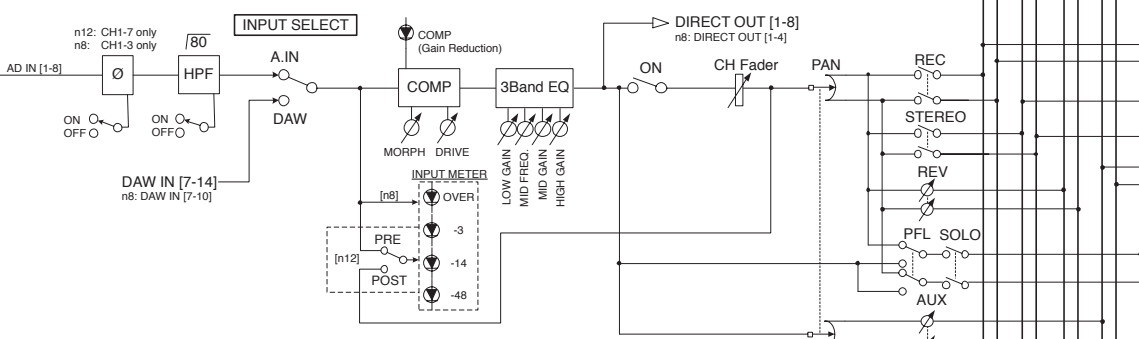 n12: CH1-7 only
n8: CH1-3 only
INPUT SELECT
80
COMP
(Gain Reduction)
DIRECT OUT [1-8]
n8: DIRECT OUT [1-4]
AD IN [1-8]
Ø
HPF
A.IN
COMP
3Band EQ
ON
CH Fader
PAN
REC
ON
OFF
ON
OFF
DAW
MORPH
DRIVE
LOW GAIN
MID FREQ.
MID GAIN
HIGH GAIN
STEREO
DAW IN [7-14]
n8: DAW IN [7-10]
INPUT METER
[n8]
OVER
-3
-14
-48
[n12]
PRE
POST
REV
PFL
SOLO
AUX